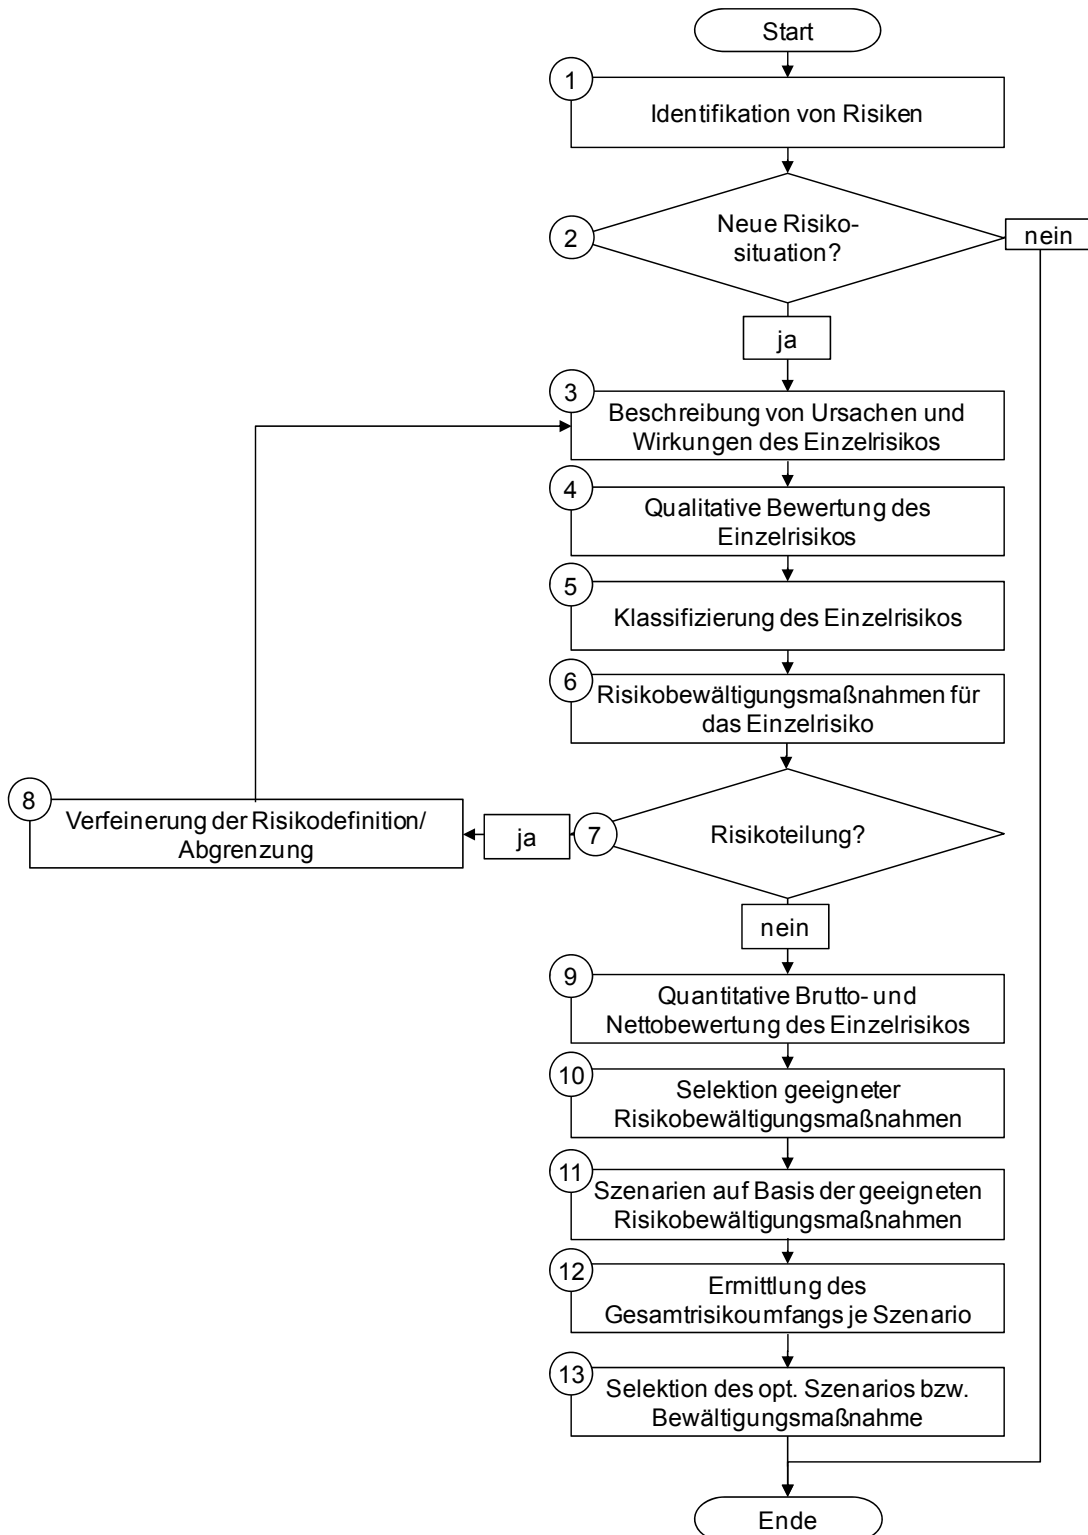 Start
1
Identifikation von Risiken
2
Neue Risiko-
situation?
nein
ja
3
Beschreibung von Ursachen und
Wirkungen des Einzelrisikos
4
Qualitative Bewertung des
Einzelrisikos
5
Klassifizierung des Einzelrisikos
6
Risikobewältigungsmaßnahmen für
das Einzelrisiko
8
Verfeinerung der Risikodefinition/
Abgrenzung
ja
7
Risikoteilung?
nein
9
Quantitative Brutto- und
Nettobewertung des Einzelrisikos
10
Selektion geeigneter
Risikobewältigungsmaßnahmen
11
Szenarien auf Basis der geeigneten
Risikobewältigungsmaßnahmen
12
Ermittlung des
Gesamtrisikoumfangs je Szenario
13
Selektion des opt. Szenarios bzw.
Bewältigungsmaßnahme
Ende